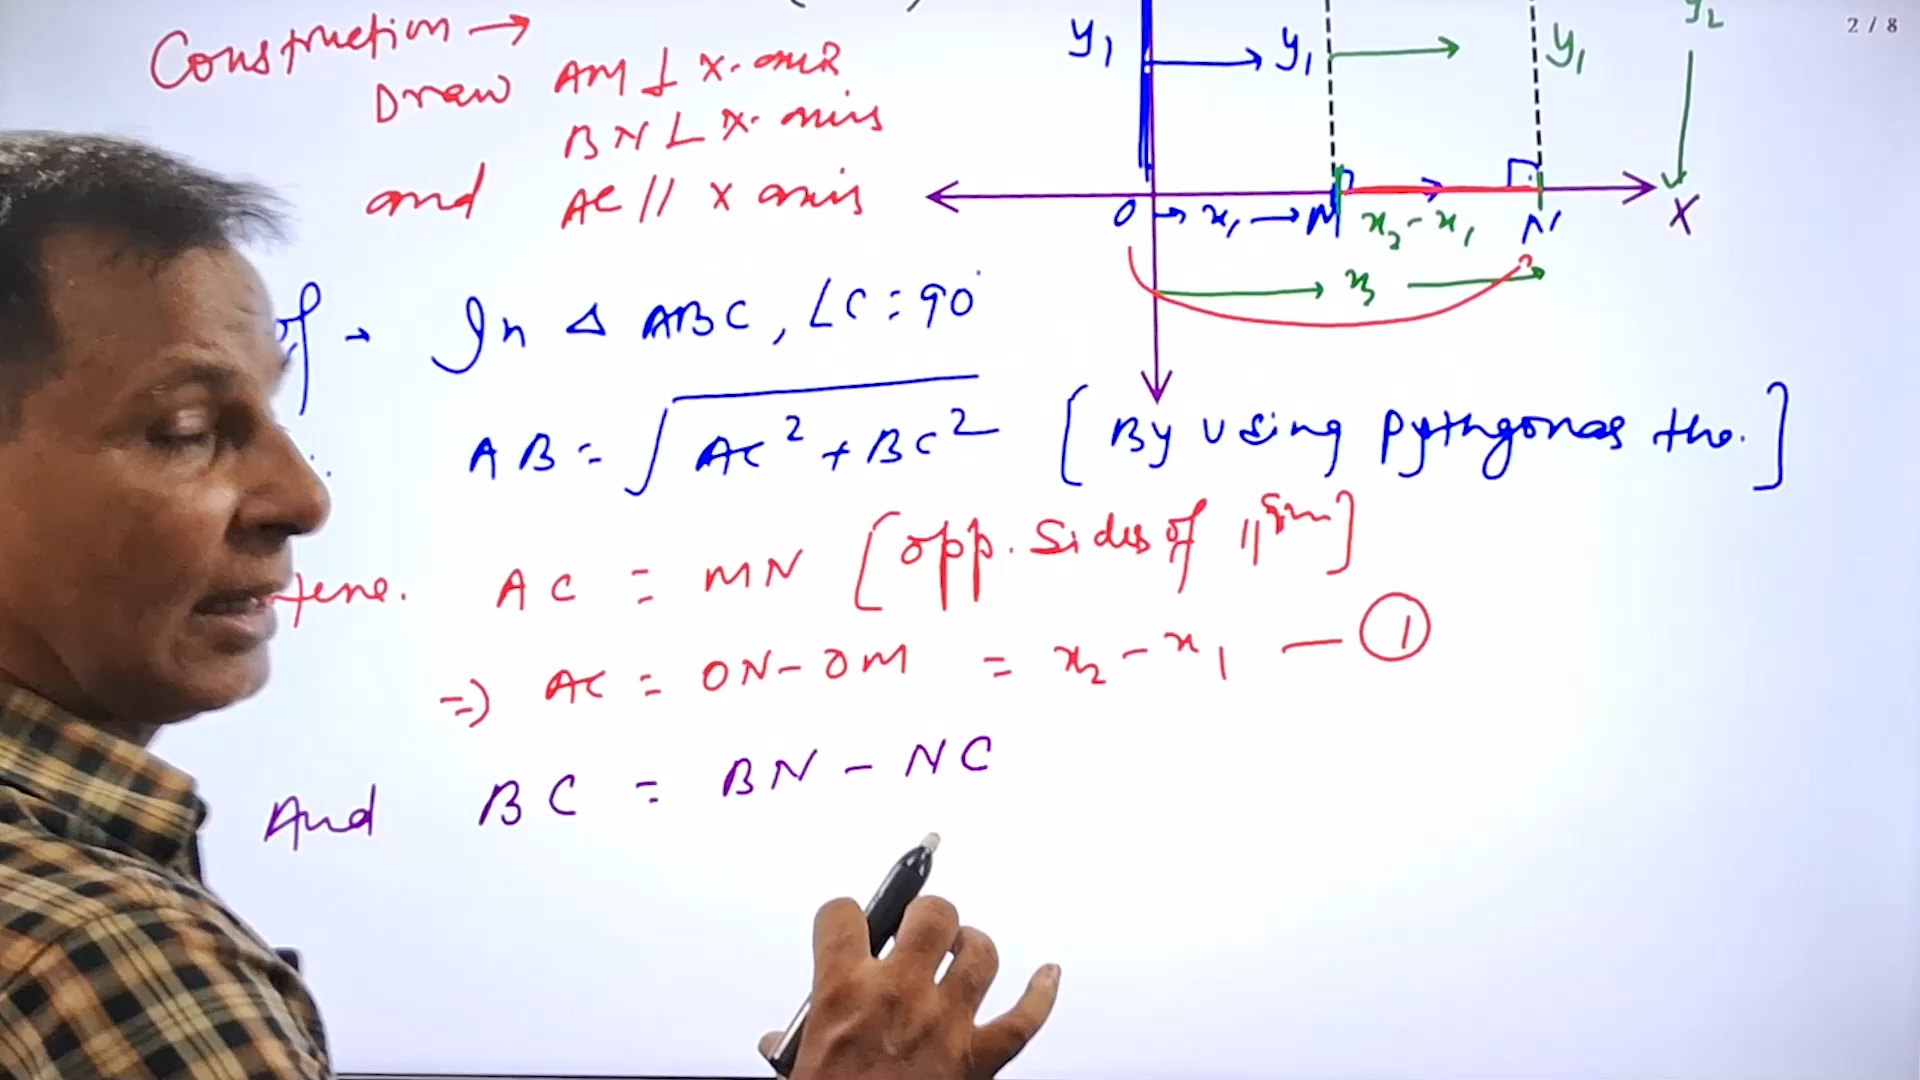 2 / 8
Construction →
Draw AM ⊥ X-axis
BN ⊥ X-axis
and AC // X axis
y₁ → y₁ → y₁ y₂
O → x₁ → M x₂ - x₁ N X
→ x₂ →
In △ ABC, ∠C = 90°
∴ AB = √AC² + BC² [By using Pythgoras the.]
AC = MN [opp. sides of ||gm]
=) AC = ON - OM = x₂ - x₁ — ①
And BC = BN - NC